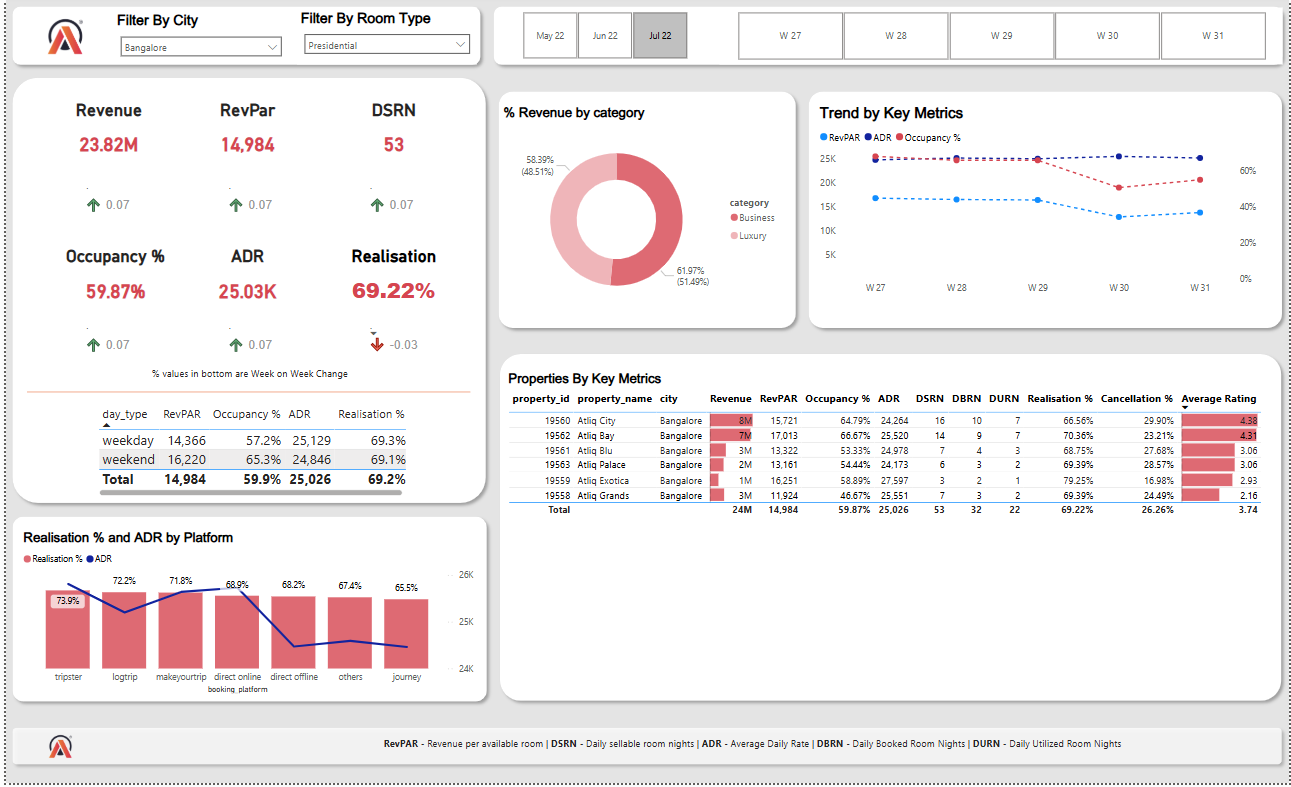 Filter By City
Bangalore
Filter By Room Type
Presidential
May 22 Jun 22 Jul 22
W 27 W 28 W 29 W 30 W 31
Revenue RevPar DSRN
23.82M 14,984 53
0.07 0.07 0.07
Occupancy % ADR Realisation
59.87% 25.03K 69.22%
0.07 0.07 -0.03
% values in bottom are Week on Week Change
day_type RevPAR Occupancy % ADR Realisation %
weekday 14,366 57.2% 25,129 69.3%
weekend 16,220 65.3% 24,846 69.1%
Total 14,984 59.9% 25,026 69.2%
% Revenue by category
58.39%
(48.51%)
61.97%
(51.49%)
category
Business
Luxury
Trend by Key Metrics
RevPAR ADR Occupancy %
25K
20K
15K
10K
5K
60%
40%
20%
0%
W 27 W 28 W 29 W 30 W 31
Realisation % and ADR by Platform
Realisation % ADR
73.9% 72.2% 71.8% 68.9% 68.2% 67.4% 65.5%
26K
25K
24K
tripster logtrip makeyourtrip direct online direct offline others journey
booking_platform
Properties By Key Metrics
property_id property_name city Revenue RevPAR Occupancy % ADR DSRN DBRN DURN Realisation % Cancellation % Average Rating
19560 Atliq City Bangalore 8M 15,721 64.79% 24,264 16 10 7 66.56% 29.90% 4.38
19562 Atliq Bay Bangalore 7M 17,013 66.67% 25,520 14 9 7 70.36% 23.21% 4.31
19561 Atliq Blu Bangalore 3M 13,322 53.33% 24,978 7 4 3 68.75% 27.68% 3.06
19563 Atliq Palace Bangalore 2M 13,161 54.44% 24,173 6 3 2 69.39% 28.57% 3.06
19559 Atliq Exotica Bangalore 1M 16,251 58.89% 27,597 3 2 1 79.25% 16.98% 2.93
19558 Atliq Grands Bangalore 3M 11,924 46.67% 25,551 7 3 2 69.39% 24.49% 2.16
Total 24M 14,984 59.87% 25,026 53 32 22 69.22% 26.26% 3.74
RevPAR - Revenue per available room | DSRN - Daily sellable room nights | ADR - Average Daily Rate | DBRN - Daily Booked Room Nights | DURN - Daily Utilized Room Nights